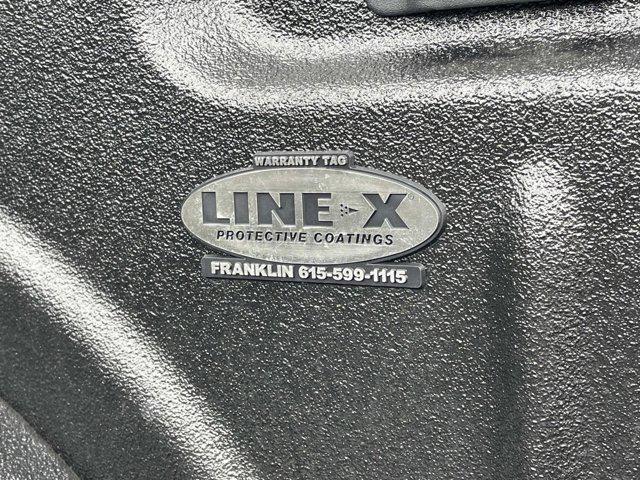 WARRANTY TAG
LINE-X®
PROTECTIVE COATINGS
FRANKLIN 615-599-1115